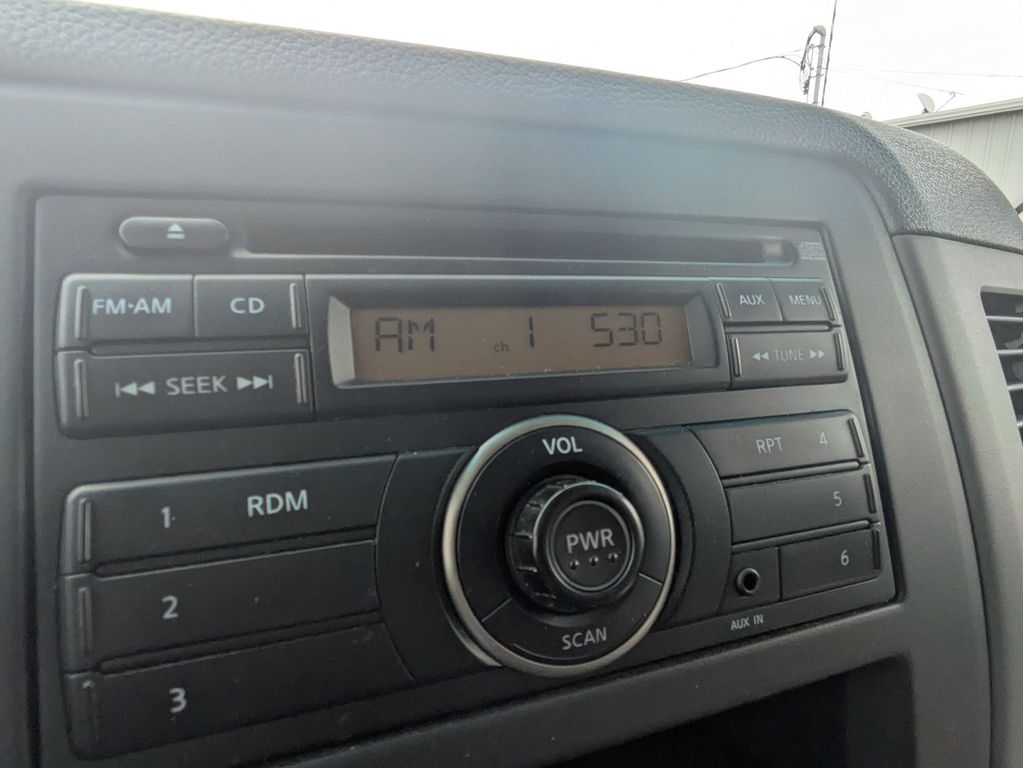 FM·AM
CD
AM ch 1 530
AUX
MENU
SEEK
TUNE
VOL
RPT 4
1 RDM
PWR
5
2
6
SCAN
AUX IN
3